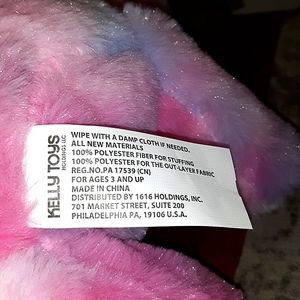 KELLY TOYS
HOLDINGS LLC
WIPE WITH A DAMP CLOTH IF NEEDED.
ALL NEW MATERIALS
100% POLYESTER FIBER FOR STUFFING
100% POLYESTER FOR THE OUT-LAYER FABRIC
REG.NO.PA 17539 (CN)
FOR AGES 3 AND UP
MADE IN CHINA
DISTRIBUTED BY 1616 HOLDINGS, INC.
701 MARKET STREET, SUITE 200
PHILADELPHIA PA, 19106 U.S.A.